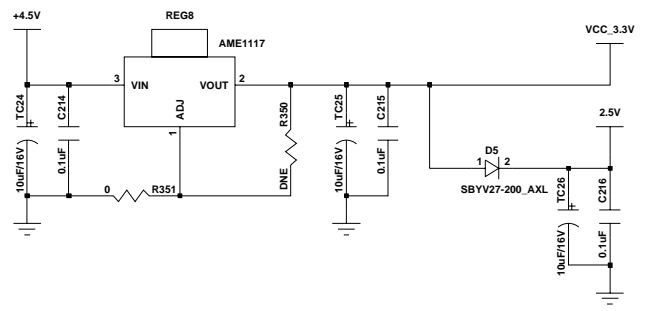 +4.5V
REG8
AME1117
VCC_3.3V
3
VIN
VOUT
2
ADJ
1
TC24
10uF/16V
C214
0.1uF
R350
DNE
TC25
10uF/16V
C215
0.1uF
2.5V
D5
1
2
SBYV27-200_AXL
0
R351
TC26
10uF/16V
C216
0.1uF